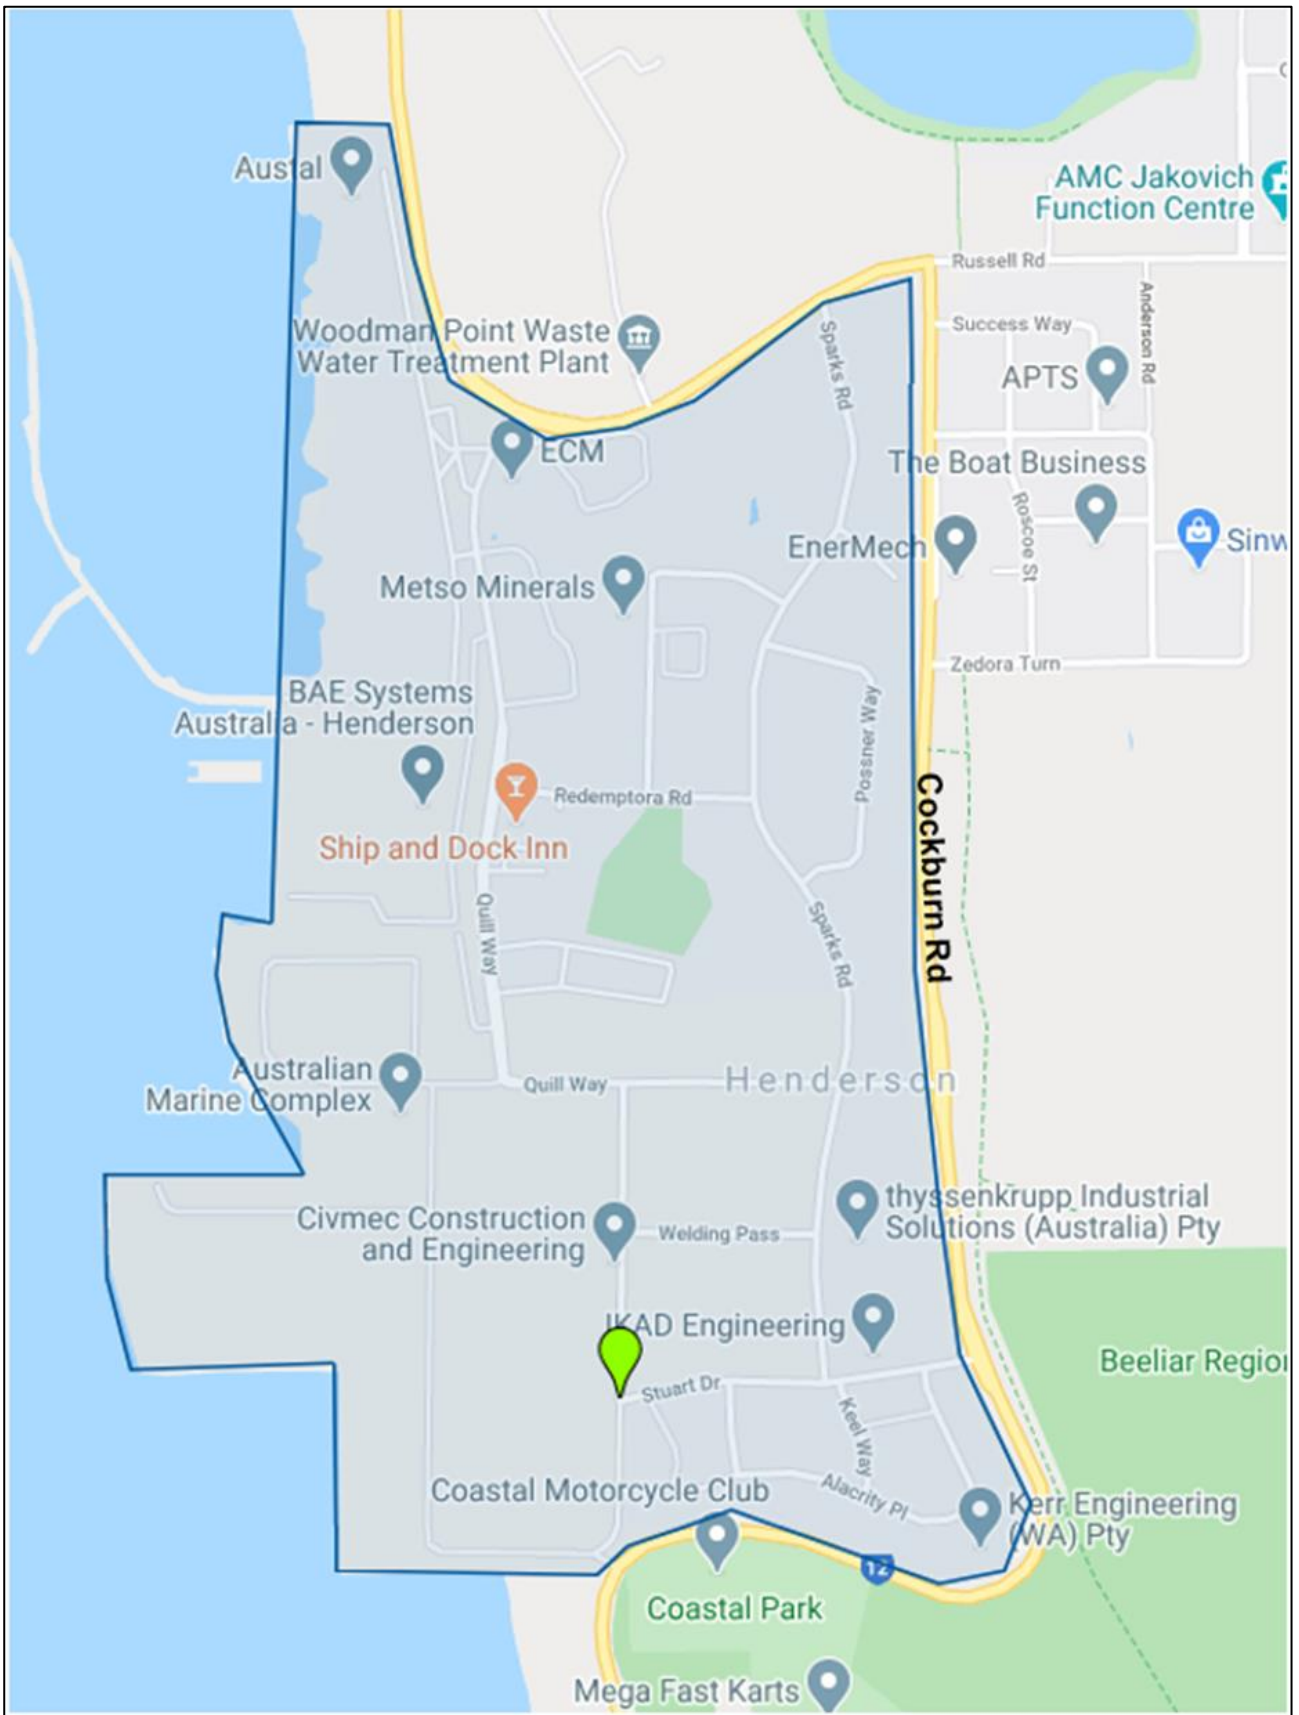 Austal
AMC Jakovich
Function Centre
Russell Rd
Anderson Rd
Success Way
Woodman Point Waste
Water Treatment Plant
Sparks Rd
APTS
ECM
The Boat Business
Roscoe St
EnerMech
Sinw
Metso Minerals
Zedora Turn
BAE Systems
Australia - Henderson
Poussor Way
Redemptora Rd
Cockburn Rd
Ship and Dock Inn
Quill Way
Sparks Rd
Australian
Marine Complex
Quill Way
Henderson
thyssenkrupp Industrial
Solutions (Australia) Pty
Civmec Construction
and Engineering
Welding Pass
IKAD Engineering
Beeliar Region
Stuart Dr
Keel Way
Coastal Motorcycle Club
Alacrity Pl
Kerr Engineering
(WA) Pty
12
Coastal Park
Mega Fast Karts